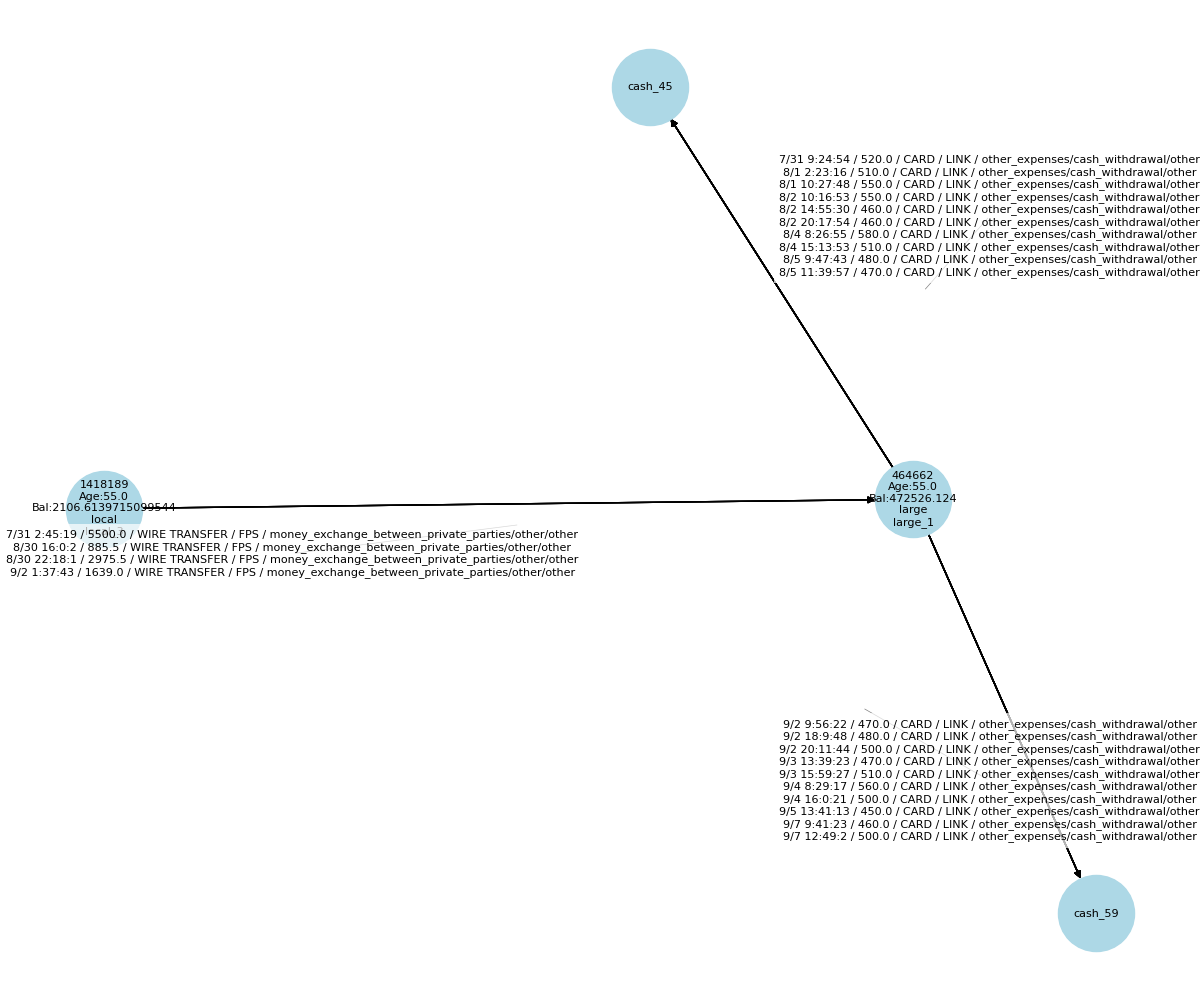 cash_45
7/31 9:24:54 / 520.0 / CARD / LINK / other_expenses/cash_withdrawal/other
8/1 2:23:16 / 510.0 / CARD / LINK / other_expenses/cash_withdrawal/other
8/1 10:27:48 / 550.0 / CARD / LINK / other_expenses/cash_withdrawal/other
8/2 10:16:53 / 550.0 / CARD / LINK / other_expenses/cash_withdrawal/other
8/2 14:55:30 / 460.0 / CARD / LINK / other_expenses/cash_withdrawal/other
8/2 20:17:54 / 460.0 / CARD / LINK / other_expenses/cash_withdrawal/other
8/4 8:26:55 / 580.0 / CARD / LINK / other_expenses/cash_withdrawal/other
8/4 15:13:53 / 510.0 / CARD / LINK / other_expenses/cash_withdrawal/other
8/5 9:47:43 / 480.0 / CARD / LINK / other_expenses/cash_withdrawal/other
8/5 11:39:57 / 470.0 / CARD / LINK / other_expenses/cash_withdrawal/other
1418189
Age:55.0
Bal:2106.6139715099544
local
7/31 2:45:19 / 5500.0 / WIRE TRANSFER / FPS / money_exchange_between_private_parties/other/other
8/30 16:0:2 / 885.5 / WIRE TRANSFER / FPS / money_exchange_between_private_parties/other/other
8/30 22:18:1 / 2975.5 / WIRE TRANSFER / FPS / money_exchange_between_private_parties/other/other
9/2 1:37:43 / 1639.0 / WIRE TRANSFER / FPS / money_exchange_between_private_parties/other/other
464662
Age:55.0
Bal:472526.124
large
large_1
9/2 9:56:22 / 470.0 / CARD / LINK / other_expenses/cash_withdrawal/other
9/2 18:9:48 / 480.0 / CARD / LINK / other_expenses/cash_withdrawal/other
9/2 20:11:44 / 500.0 / CARD / LINK / other_expenses/cash_withdrawal/other
9/3 13:39:23 / 470.0 / CARD / LINK / other_expenses/cash_withdrawal/other
9/3 15:59:27 / 510.0 / CARD / LINK / other_expenses/cash_withdrawal/other
9/4 8:29:17 / 560.0 / CARD / LINK / other_expenses/cash_withdrawal/other
9/4 16:0:21 / 500.0 / CARD / LINK / other_expenses/cash_withdrawal/other
9/5 13:41:13 / 450.0 / CARD / LINK / other_expenses/cash_withdrawal/other
9/7 9:41:23 / 460.0 / CARD / LINK / other_expenses/cash_withdrawal/other
9/7 12:49:2 / 500.0 / CARD / LINK / other_expenses/cash_withdrawal/other
cash_59